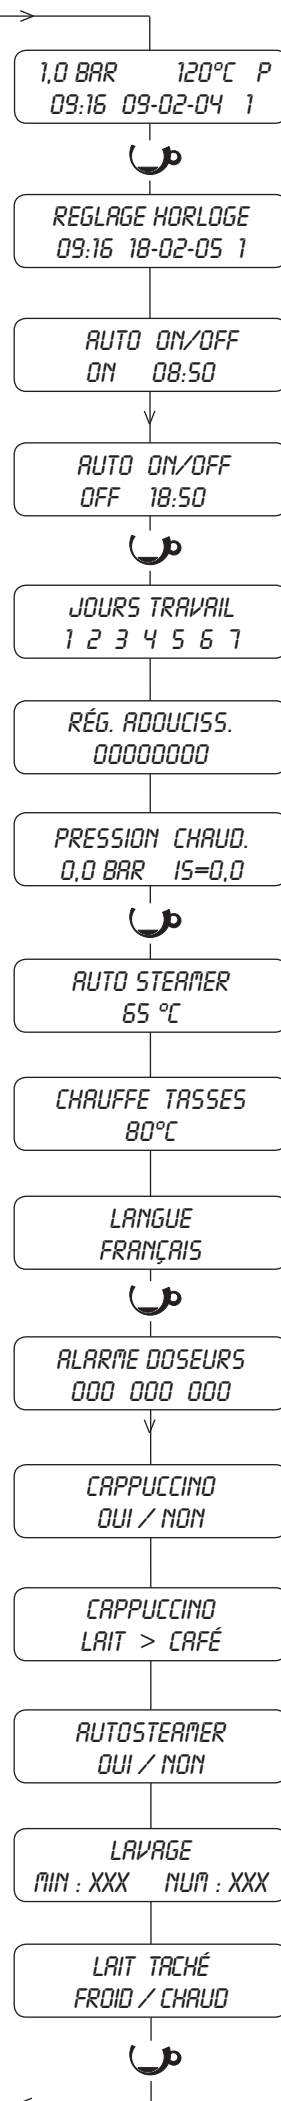 1,0 BAR 120°C P
09:16 09-02-04 1
REGLAGE HORLOGE
09:16 18-02-05 1
AUTO ON/OFF
ON 08:50
AUTO ON/OFF
OFF 18:50
JOURS TRAVAIL
1 2 3 4 5 6 7
RÉG. ADOUCISS.
00000000
PRESSION CHAUD.
0,0 BAR IS=0,0
AUTO STEAMER
65 °C
CHAUFFE TASSES
80°C
LANGUE
FRANÇAIS
ALARME DOSEURS
000 000 000
CAPPUCCINO
OUI / NON
CAPPUCCINO
LAIT > CAFÉ
AUTOSTEAMER
OUI / NON
LAVAGE
MIN : XXX NUM : XXX
LAIT TACHÉ
FROID / CHAUD